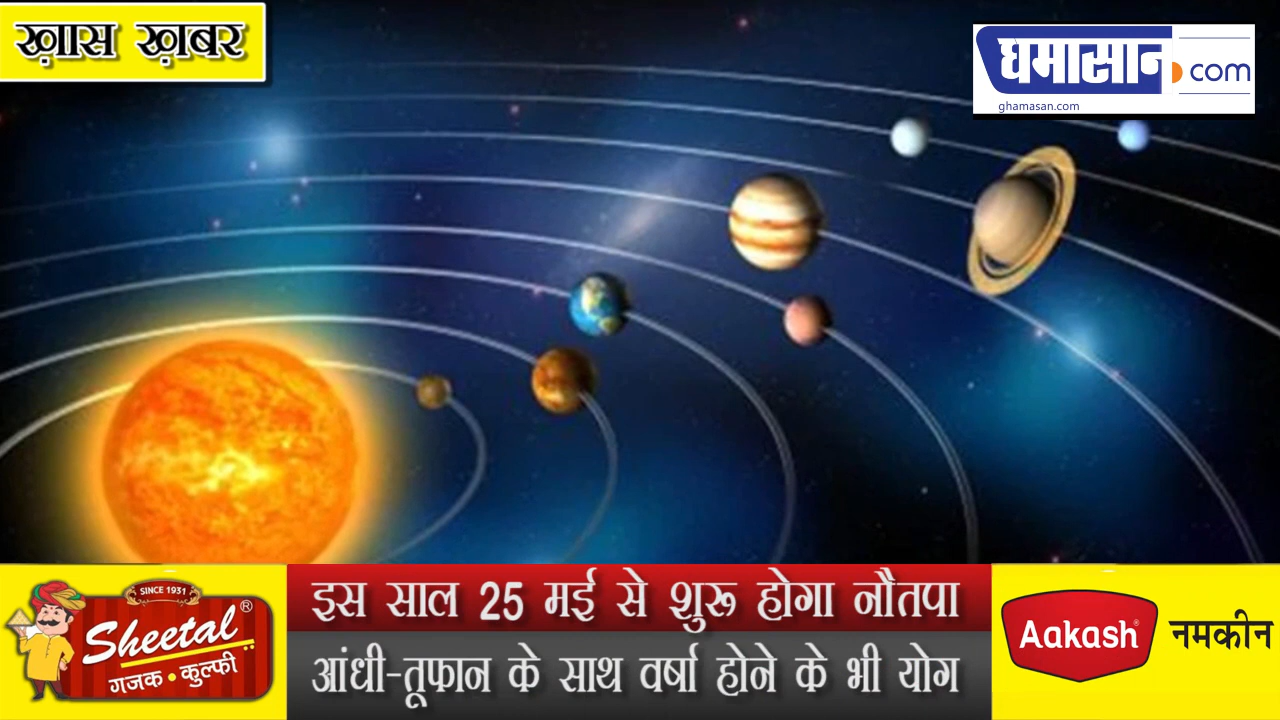 ख़ास ख़बर
घमासान.com
ghamasan.com
इस साल 25 मई से शुरू होगा नौतपा
आंधी-तूफान के साथ वर्षा होने के भी योग
SINCE 1931
Sheetal®
गजक • कुल्फी
Aakash® नमकीन